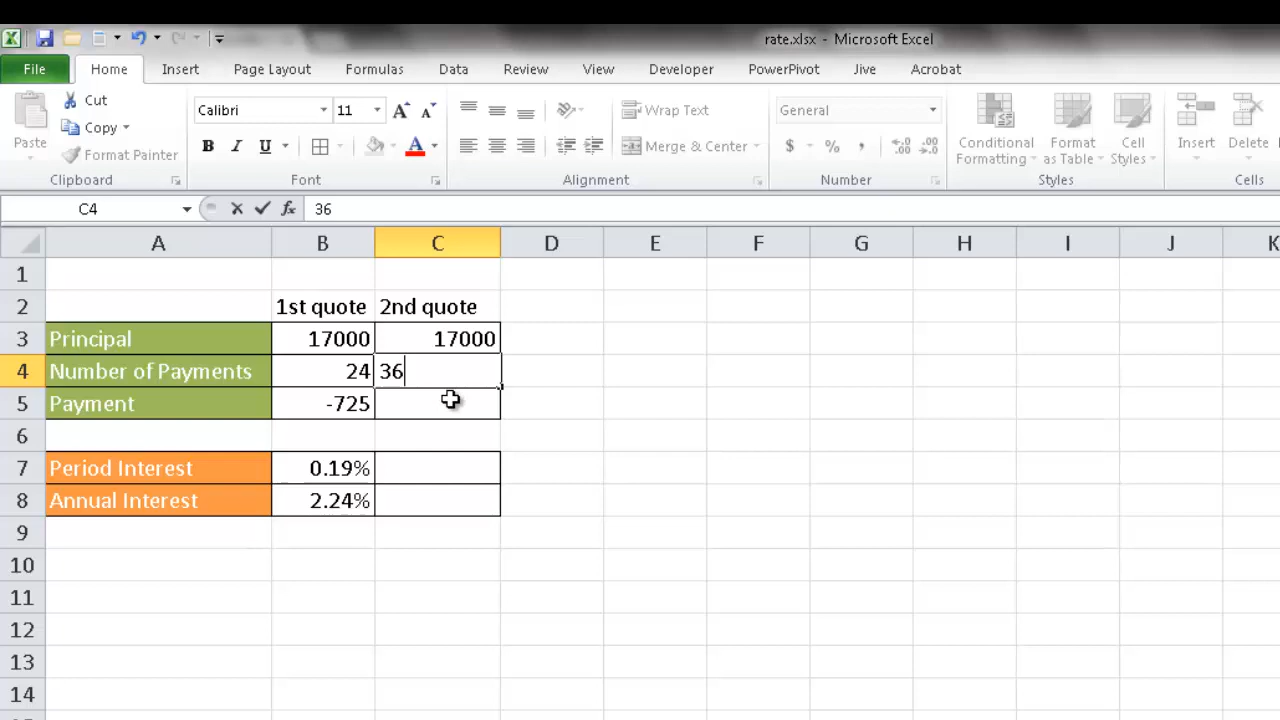 rate.xlsx - Microsoft Excel
File Home Insert Page Layout Formulas Data Review View Developer PowerPivot Jive Acrobat
Paste
Cut
Copy
Format Painter
Clipboard
Calibri 11
B I U A
Font
Wrap Text
Merge & Center
Alignment
General
$ % ,
Number
Conditional Formatting
Format as Table
Cell Styles
Styles
Insert
Delete
Cells
C4 fx 36
A B C D E F G H I J K
1
2 1st quote 2nd quote
3 Principal 17000 17000
4 Number of Payments 24 36
5 Payment -725
6
7 Period Interest 0.19%
8 Annual Interest 2.24%
9
10
11
12
13
14